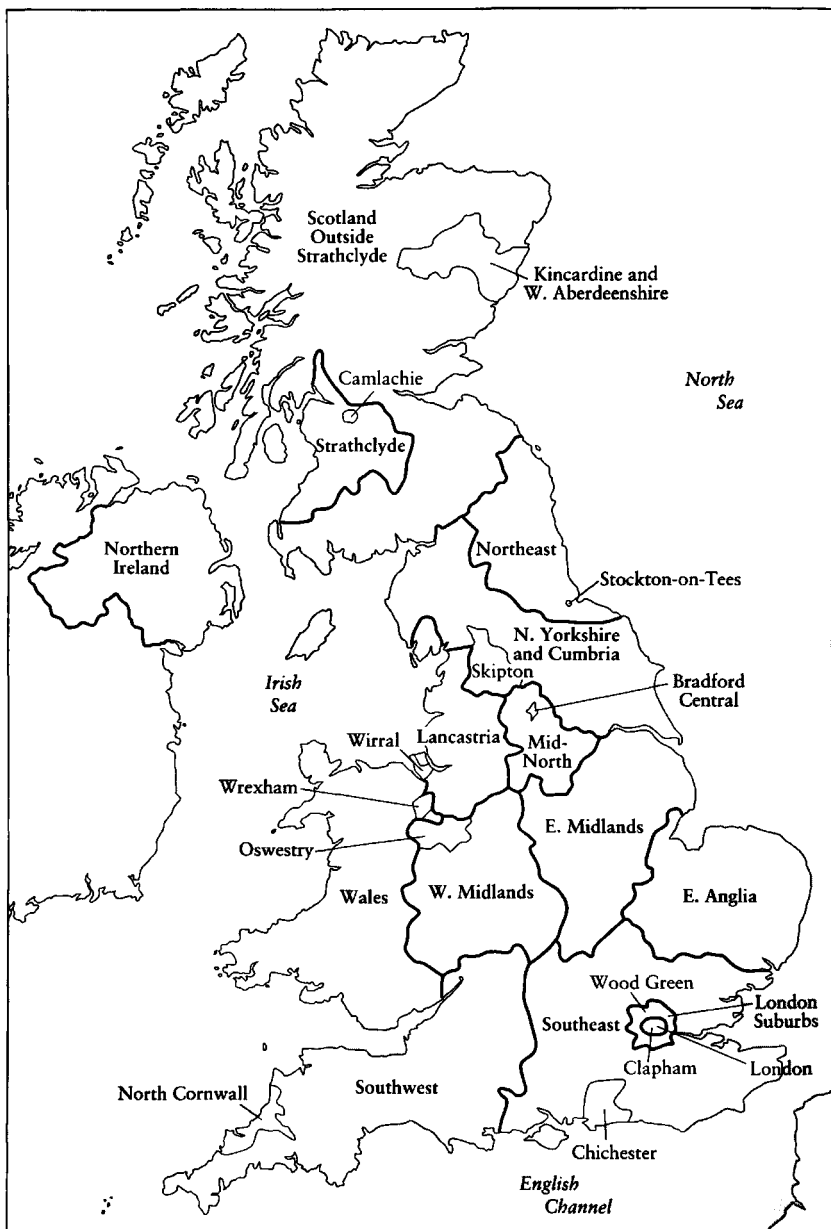 Scotland
Outside
Strathclyde
Kincardine and
W. Aberdeenshire
North
Sea
Camlachie
Strathclyde
Northern
Ireland
Northeast
Stockton-on-Tees
N. Yorkshire
and Cumbria
Skipton
Irish
Sea
Bradford
Central
Wirral
Lancastria
Mid-
North
Wrexham
E. Midlands
Oswestry
Wales
W. Midlands
E. Anglia
Wood Green
Southeast
London
Suburbs
Clapham
London
North Cornwall
Southwest
Chichester
English
Channel